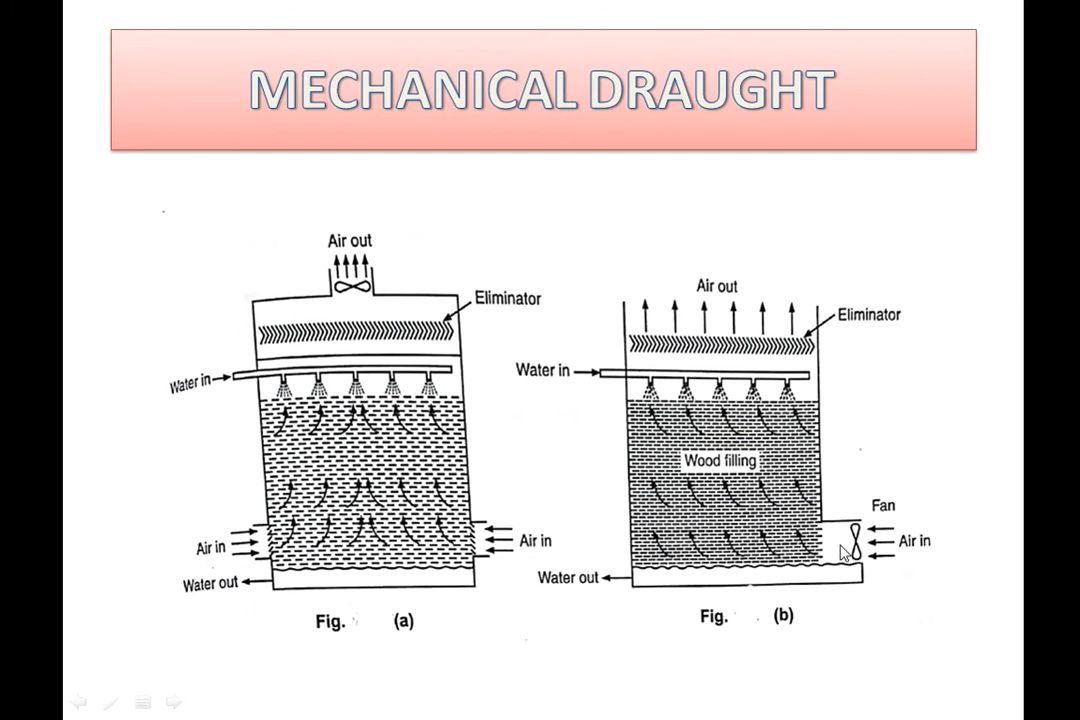 MECHANICAL DRAUGHT
Air out
Eliminator
Water in
Air in
Air in
Water out
Fig. (a)
Air out
Eliminator
Water in
Wood filling
Fan
Air in
Water out
Fig. (b)